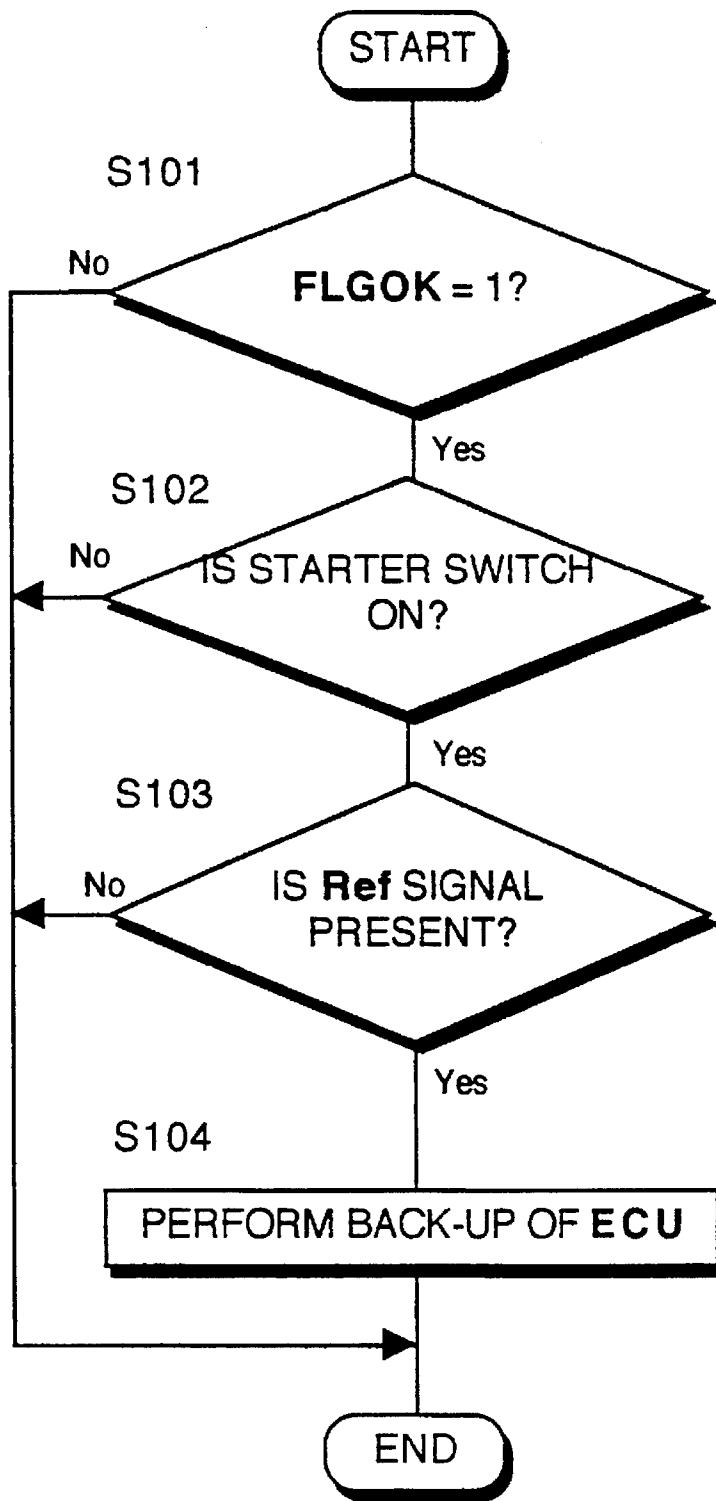 START
S101
No
FLGOK = 1?
Yes
S102
No
IS STARTER SWITCH
ON?
Yes
S103
No
IS Ref SIGNAL
PRESENT?
Yes
S104
PERFORM BACK-UP OF ECU
END